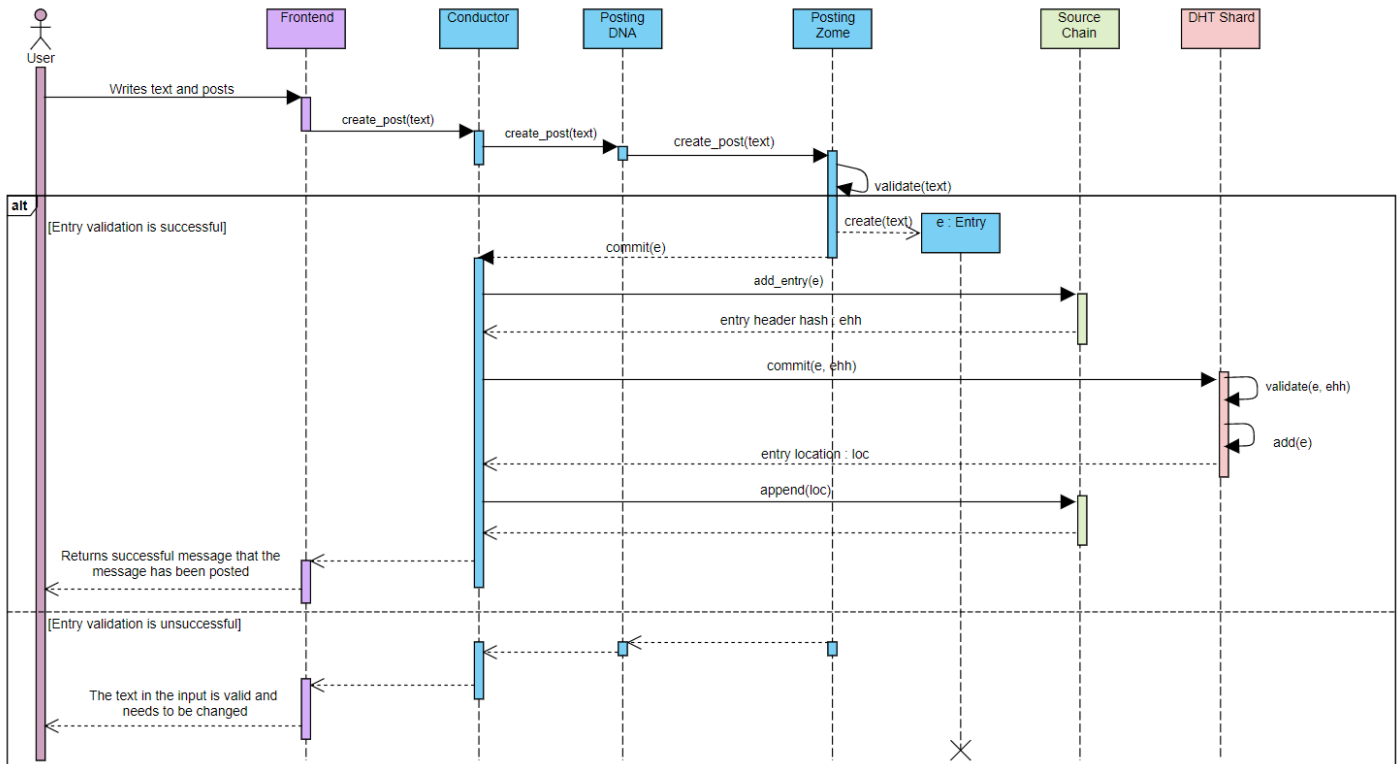 Frontend
Conductor
Posting
DNA
Posting
Zome
Source
Chain
DHT Shard
User
Writes text and posts
create_post(text)
create_post(text)
create_post(text)
validate(text)
alt
[Entry validation is successful]
create(text)
e : Entry
commit(e)
add_entry(e)
entry header hash : ehh
commit(e, ehh)
validate(e, ehh)
add(e)
entry location : loc
append(loc)
Returns successful message that the
message has been posted
[Entry validation is unsuccessful]
The text in the input is valid and
needs to be changed